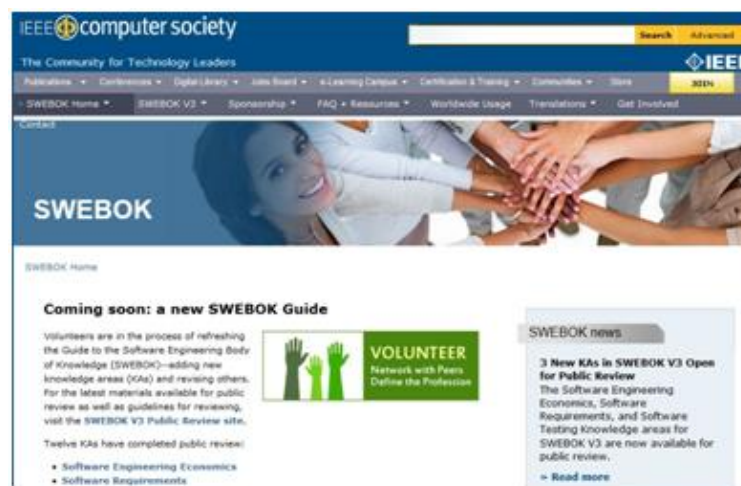 IEEE computer society
Search Advanced
The Community for Technology Leaders
IEEE
Publications Conferences Digital Library Jobs Board e-Learning Campus Certification & Training Communities Store
JOIN
SWEBOK Home SWEBOK V3 Sponsorship FAQ + Resources Worldwide Usage Translations Get Involved
Contact
SWEBOK
SWEBOK Home
Coming soon: a new SWEBOK Guide
Volunteers are in the process of refreshing
the Guide to the Software Engineering Body
of Knowledge (SWEBOK)—adding new
knowledge areas (KAs) and revising others.
For the latest materials available for public
review as well as guidelines for reviewing,
visit the SWEBOK V3 Public Review site.
Twelve KAs have completed public review:
• Software Engineering Economics
• Software Requirements
VOLUNTEER
Network with Peers
Define the Profession
SWEBOK news
3 New KAs in SWEBOK V3 Open
for Public Review
The Software Engineering
Economics, Software
Requirements, and Software
Testing Knowledge areas for
SWEBOK V3 are now available for
public review.
» Read more